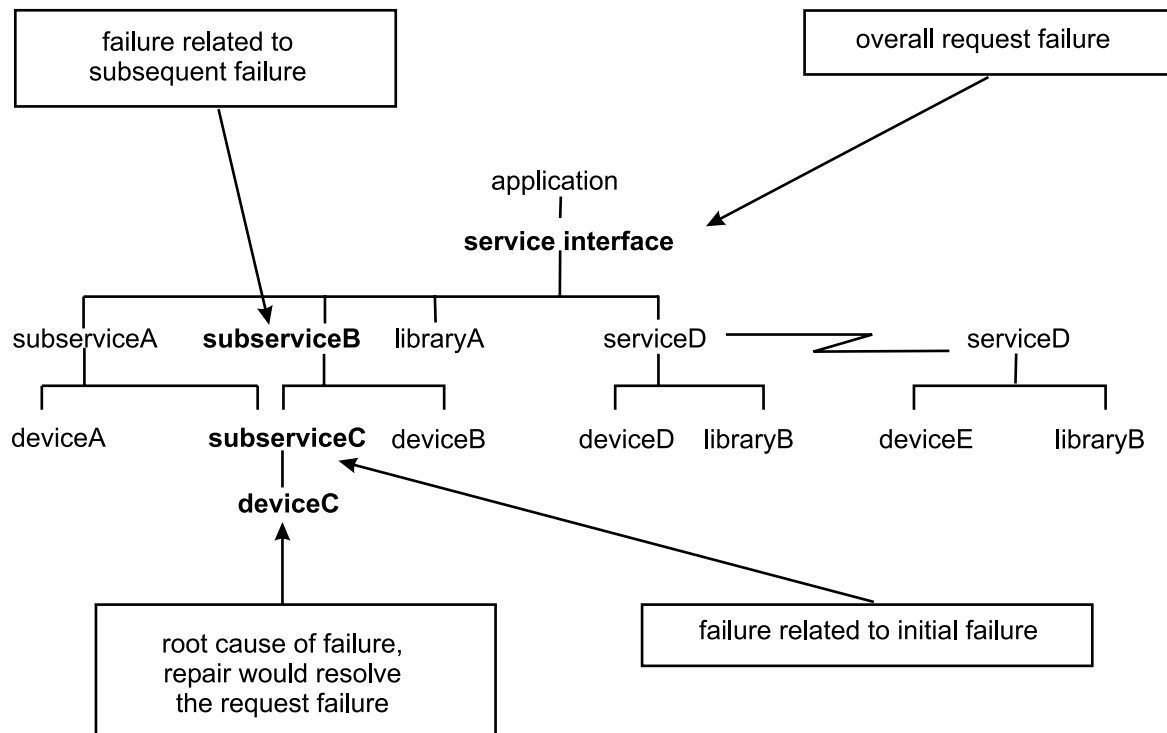 failure related to
subsequent failure
overall request failure
application
service interface
subserviceA
subserviceB
libraryA
serviceD
serviceD
deviceA
subserviceC
deviceB
deviceD
libraryB
deviceE
libraryB
deviceC
root cause of failure,
repair would resolve
the request failure
failure related to initial failure